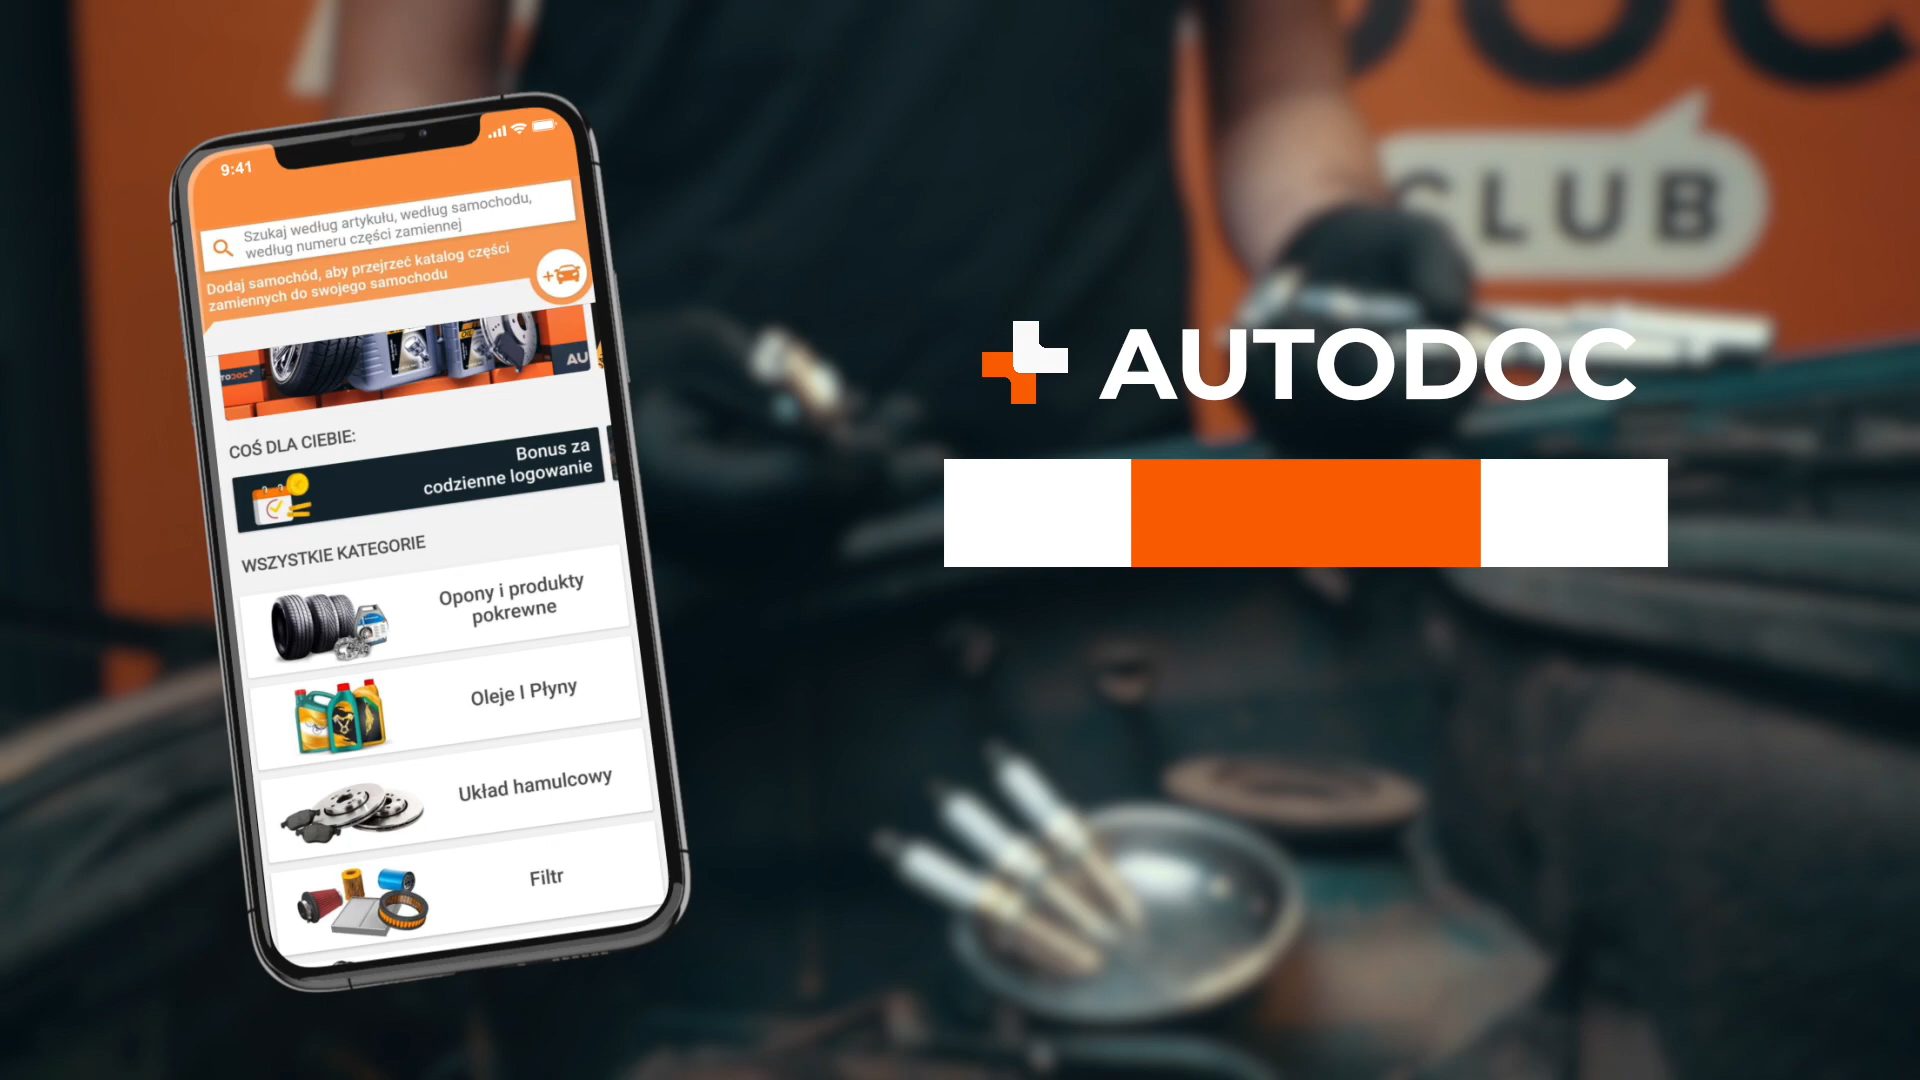 9:41
Szukaj według artykułu, według samochodu,
według numeru części zamiennej
Dodaj samochód, aby przejrzeć katalog części
zamiennych do swojego samochodu
AU
COŚ DLA CIEBIE:
Bonus za
codzienne logowanie
WSZYSTKIE KATEGORIE
Opony i produkty
pokrewne
Oleje I Płyny
Układ hamulcowy
Filtr
AUTODOC
OC
CLUB